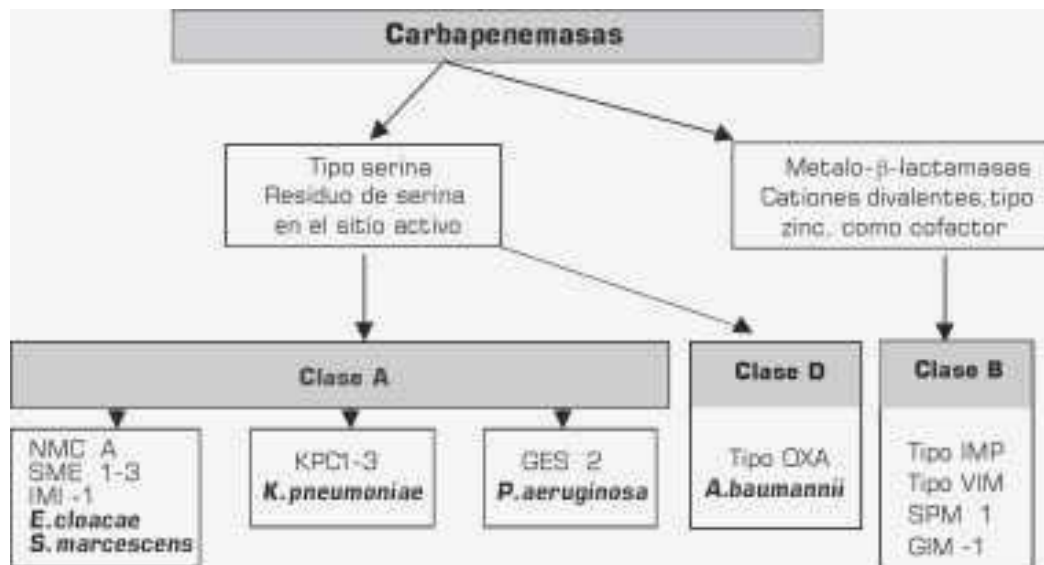 Carbapenemasas
Tipo serina
Residuo de serina
en el sitio activo
Metalo-β-lactamasas
Cationes divalentes, tipo
zinc, como cofactor
Clase A
NMC A
SME 1-3
IMI -1
E.cloacae
S.marcescens
KPC1-3
K.pneumoniae
GES 2
P.aeruginosa
Clase D
Tipo OXA
A.baumannii
Clase B
Tipo IMP
Tipo VIM
SPM 1
GIM -1